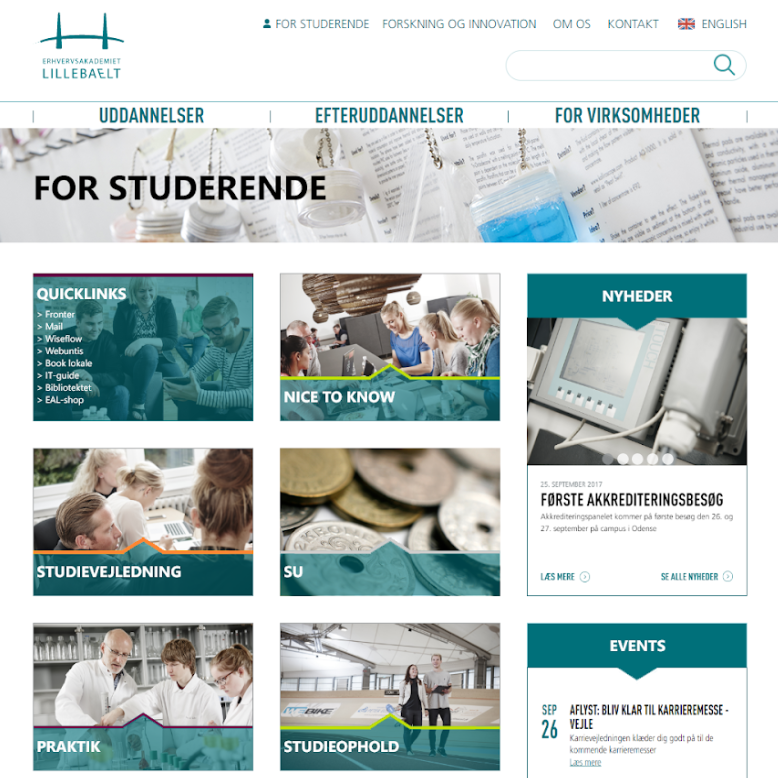 FOR STUDERENDE FORSKNING OG INNOVATION OM OS KONTAKT ENGLISH
ERHVERVSAKADEMIET
LILLEBAELT
UDDANNELSER EFTERUDDANNELSER FOR VIRKSOMHEDER
FOR STUDERENDE
QUICKLINKS
> Fronter
> Mail
> Wiseflow
> Webuntis
> Book lokale
> IT-guide
> Bibliotektet
> EAL-shop
NICE TO KNOW
NYHEDER
25. SEPTEMBER 2017
FØRSTE AKKREDITERINGSBESØG
Akkrediteringspanelet kommer på første besøg den 26. og
27. september på campus i Odense
LÆS MERE SE ALLE NYHEDER
STUDIEVEJLEDNING
SU
PRAKTIK
STUDIEOPHOLD
EVENTS
SEP
26
AFLYST: BLIV KLAR TIL KARRIEREMESSE -
VEJLE
Karrievejledningen klæder dig godt på til de
kommende karrieremesser
Læs mere